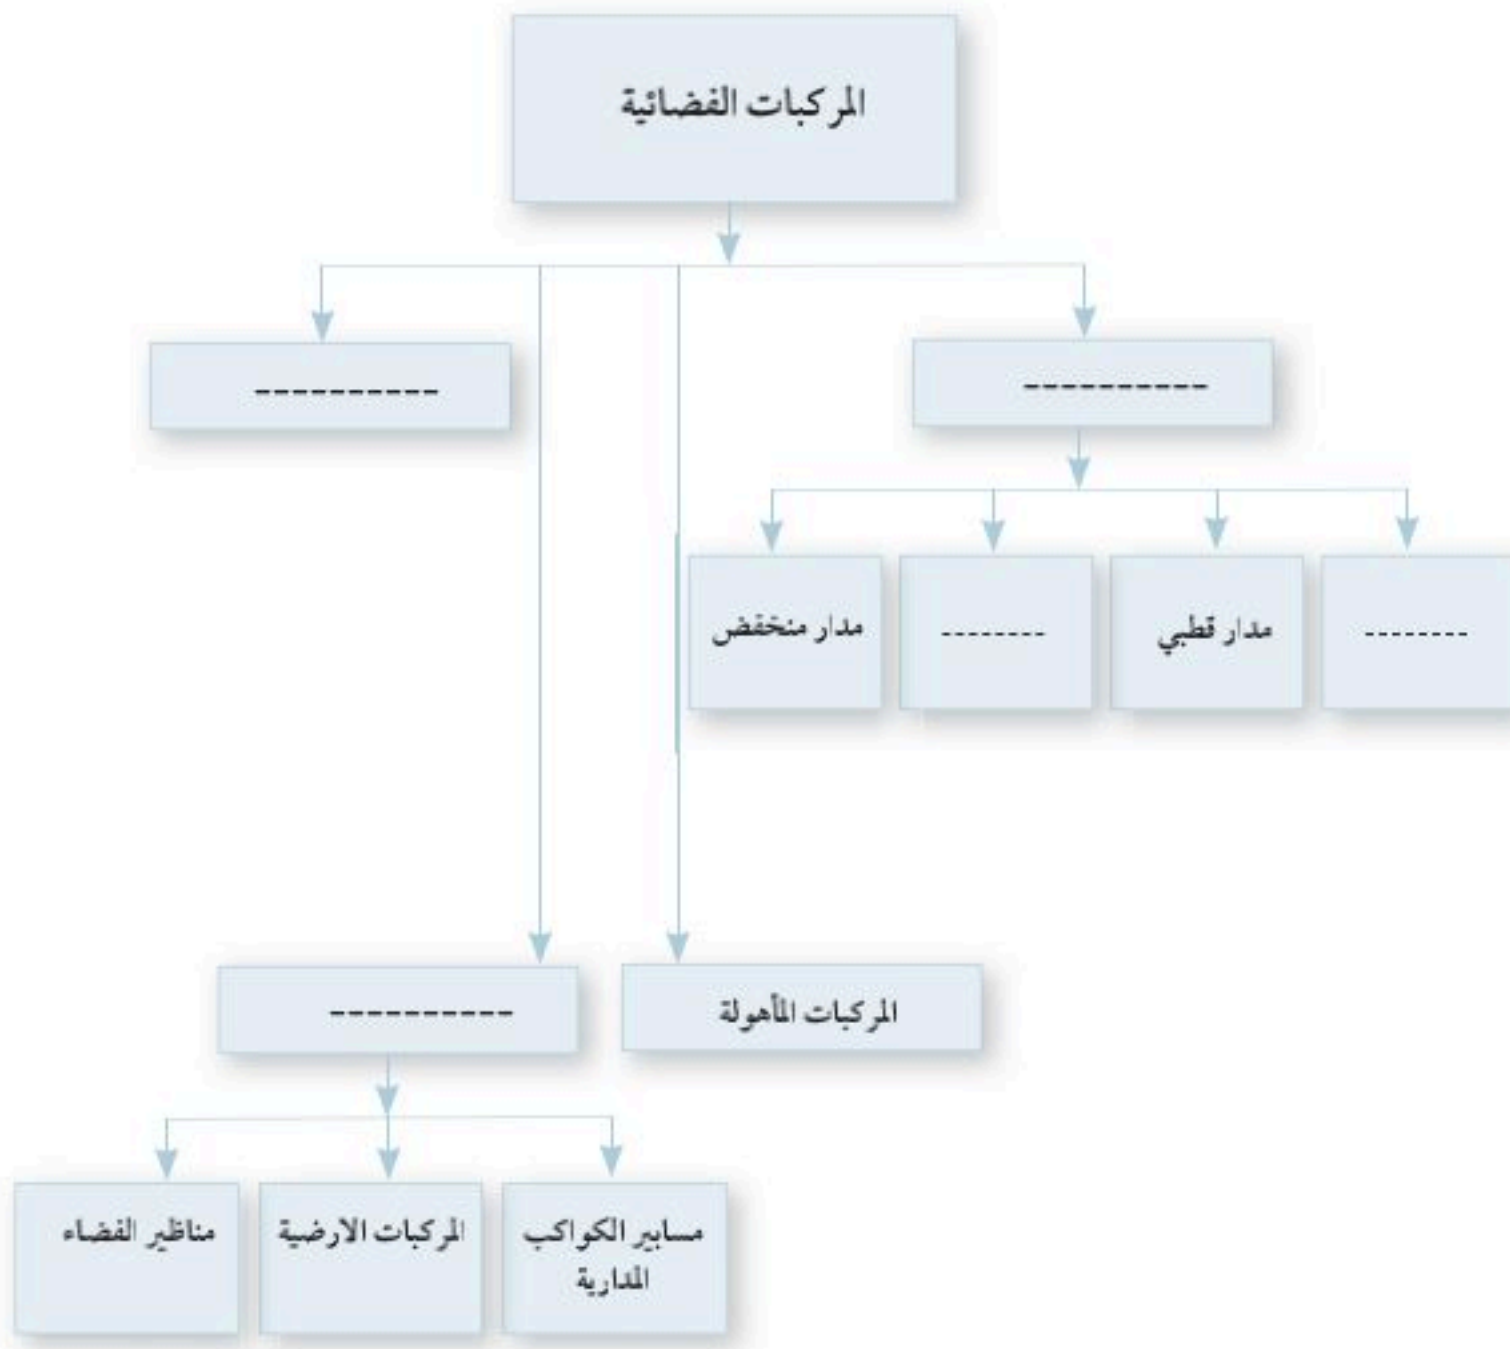 المركبات الفضائية
----------
----------
--------
مدار قطبي
--------
مدار منخفض
المركبات المأهولة
----------
مسابير الكواكب
المدارية
المركبات الارضية
مناظير الفضاء